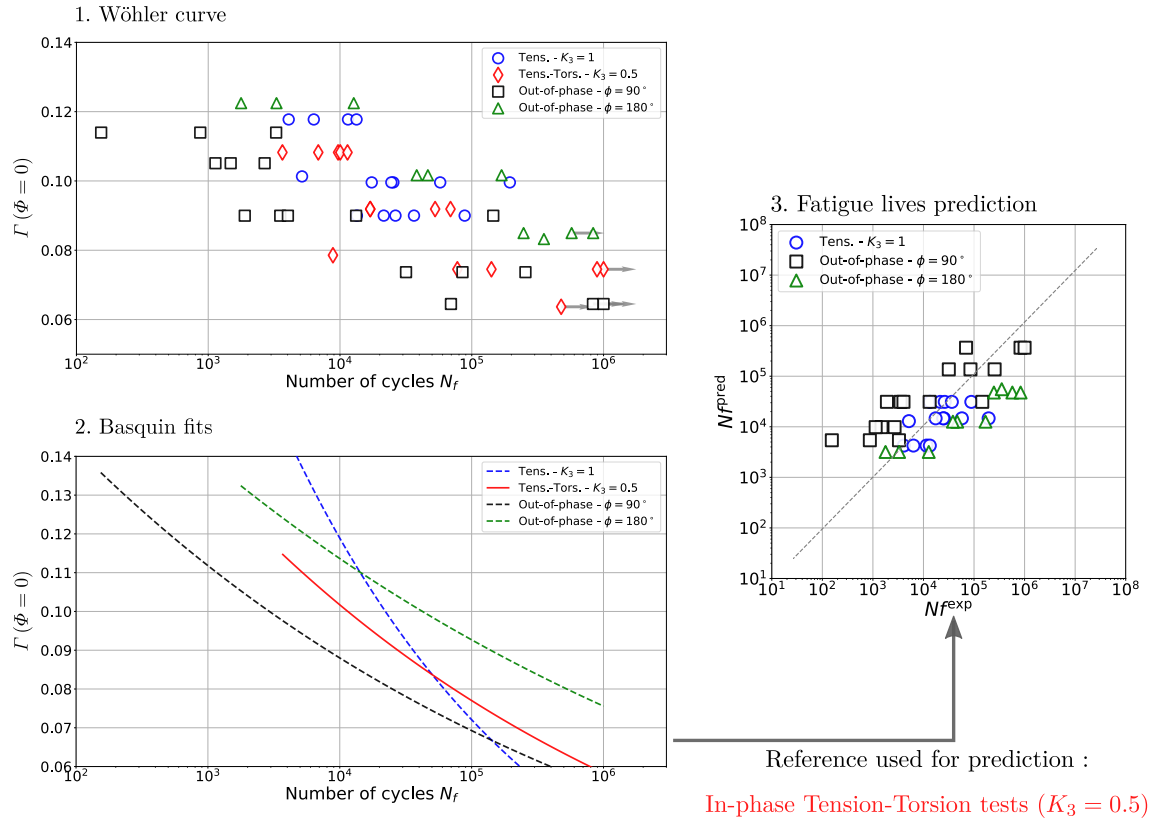 1. Wöhler curve
0.14
0.12
0.10
0.08
0.06
Γ (Φ = 0)
Tens. - K₃ = 1
Tens.-Tors. - K₃ = 0.5
Out-of-phase - ϕ = 90°
Out-of-phase - ϕ = 180°
10² 10³ 10⁴ 10⁵ 10⁶
Number of cycles N_f
2. Basquin fits
0.14
0.13
0.12
0.11
0.10
0.09
0.08
0.07
0.06
Γ (Φ = 0)
Tens. - K₃ = 1
Tens.-Tors. - K₃ = 0.5
Out-of-phase - ϕ = 90°
Out-of-phase - ϕ = 180°
10² 10³ 10⁴ 10⁵ 10⁶
Number of cycles N_f
3. Fatigue lives prediction
10⁸
10⁷
10⁶
10⁵
10⁴
10³
10²
10¹
Nf^pred
Tens. - K₃ = 1
Out-of-phase - ϕ = 90°
Out-of-phase - ϕ = 180°
10¹ 10² 10³ 10⁴ 10⁵ 10⁶ 10⁷ 10⁸
Nf^exp
Reference used for prediction :
In-phase Tension-Torsion tests (K₃ = 0.5)